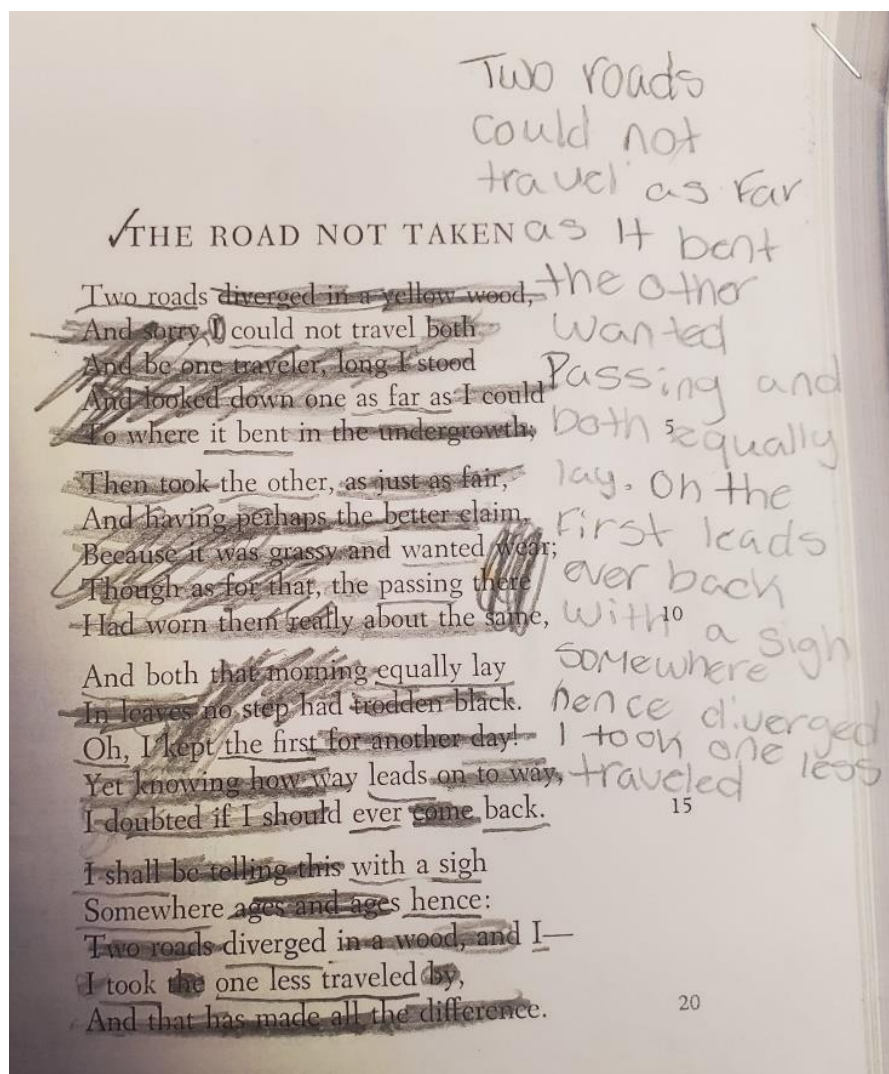 Two roads
could not
travel as Far
✓THE ROAD NOT TAKEN as It bent
Two roads diverged in a yellow wood, the other
And sorry I could not travel both wanted
And be one traveler, long I stood Passing and
And looked down one as far as I could
To where it bent in the undergrowth; both 5 equally
Then took the other, as just as fair, lay. Oh the
And having perhaps the better claim, First leads
Because it was grassy and wanted wear; ever back
Though as for that, the passing there
Had worn them really about the same, with 10 a sigh
And both that morning equally lay Somewhere
In leaves no step had trodden black. hence diverged
Oh, I kept the first for another day! I took one less
Yet knowing how way leads on to way, traveled
I doubted if I should ever come back. 15
I shall be telling this with a sigh
Somewhere ages and ages hence:
Two roads diverged in a wood, and I—
I took the one less traveled by,
And that has made all the difference. 20